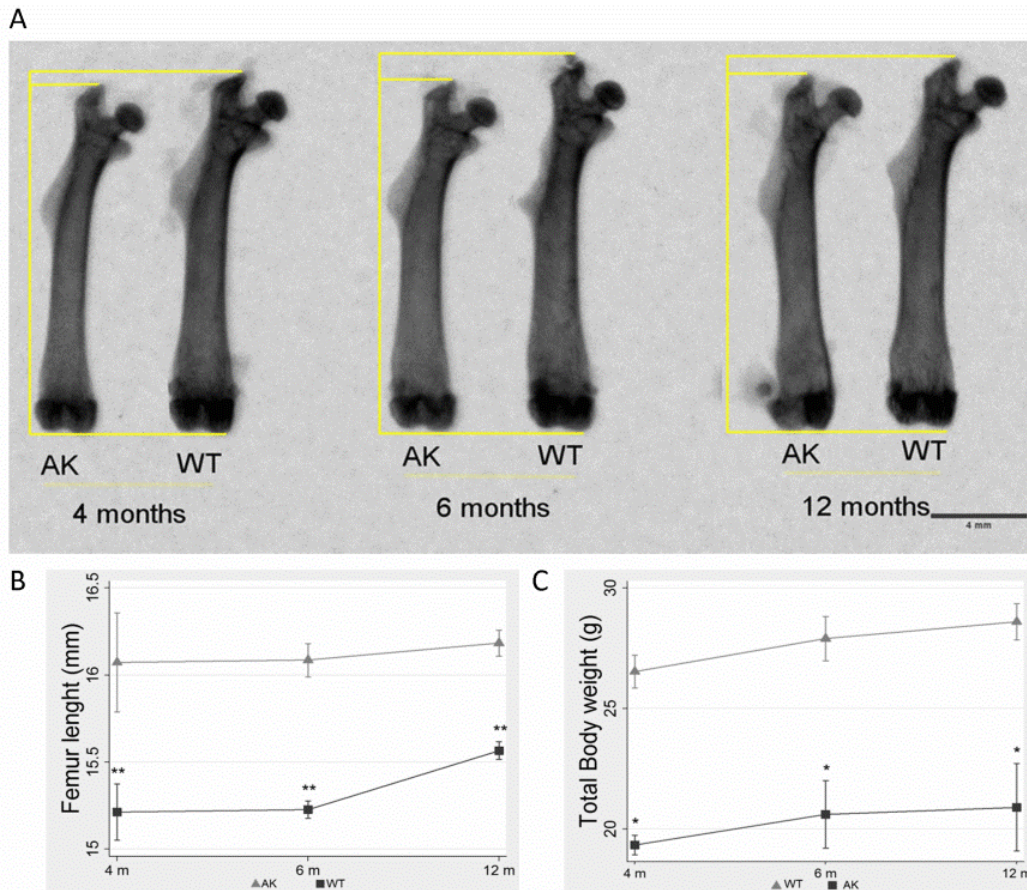 A
AK WT
4 months
AK WT
6 months
AK WT
12 months
4 mm
B
Femur lenght (mm)
16.5
16
15.5
15
** ** **
4 m 6 m 12 m
AK WT
C
Total Body weight (g)
30
25
20
* * *
4 m 6 m 12 m
WT AK